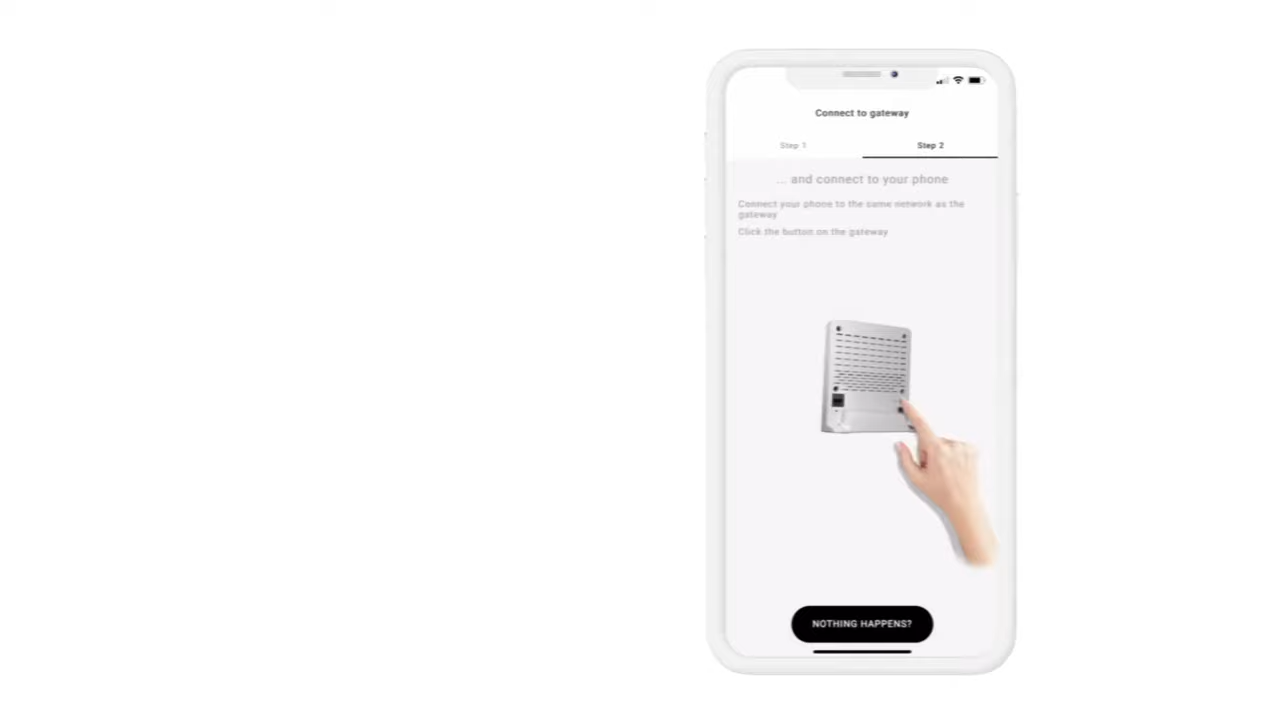 Connect to gateway
Step 1
Step 2
... and connect to your phone
Connect your phone to the same network as the
gateway
Click the button on the gateway
NOTHING HAPPENS?